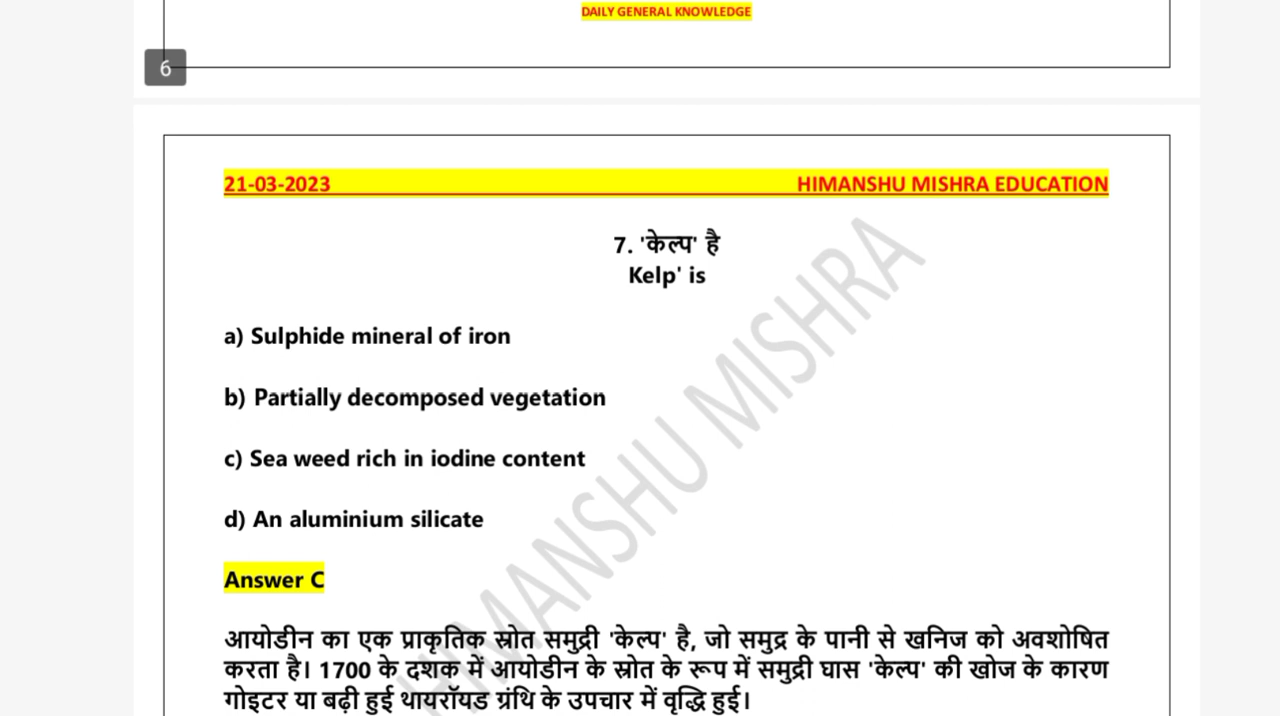 DAILY GENERAL KNOWLEDGE
6
21-03-2023 HIMANSHU MISHRA EDUCATION
7. 'केल्प' है
Kelp' is
a) Sulphide mineral of iron
b) Partially decomposed vegetation
c) Sea weed rich in iodine content
d) An aluminium silicate
Answer C
आयोडीन का एक प्राकृतिक स्रोत समुद्री 'केल्प' है, जो समुद्र के पानी से खनिज को अवशोषित
करता है। 1700 के दशक में आयोडीन के स्रोत के रूप में समुद्री घास 'केल्प' की खोज के कारण
गोइटर या बढ़ी हुई थायरॉयड ग्रंथि के उपचार में वृद्धि हुई।
HIMANSHU MISHRA